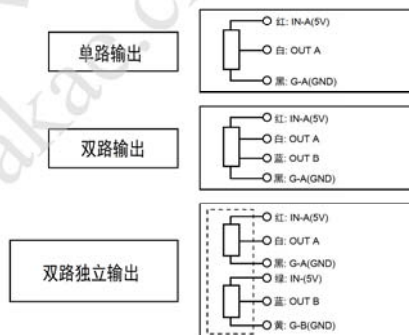 单路输出
红: IN-A(5V)
白: OUT A
黑: G-A(GND)
双路输出
红: IN-A(5V)
白: OUT A
蓝: OUT B
黑: G-A(GND)
双路独立输出
红: IN-A(5V)
白: OUT A
黑: G-A(GND)
绿: IN-(5V)
蓝: OUT B
黄: G-B(GND)